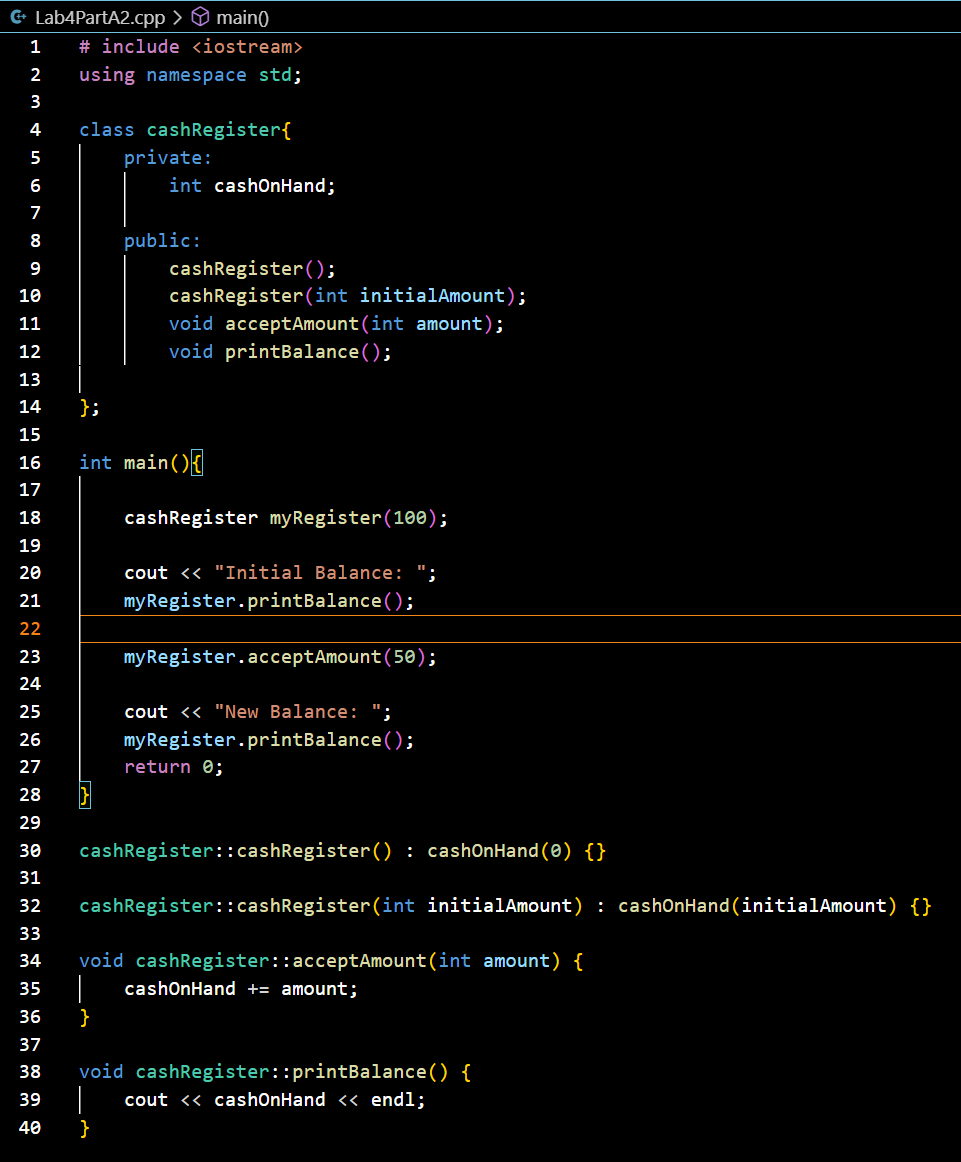 Lab4PartA2.cpp > main()
1 # include <iostream>
2 using namespace std;
3
4 class cashRegister{
5     private:
6         int cashOnHand;
7
8     public:
9         cashRegister();
10         cashRegister(int initialAmount);
11         void acceptAmount(int amount);
12         void printBalance();
13
14 };
15
16 int main(){
17
18     cashRegister myRegister(100);
19
20     cout << "Initial Balance: ";
21     myRegister.printBalance();
22
23     myRegister.acceptAmount(50);
24
25     cout << "New Balance: ";
26     myRegister.printBalance();
27     return 0;
28 }
29
30 cashRegister::cashRegister() : cashOnHand(0) {}
31
32 cashRegister::cashRegister(int initialAmount) : cashOnHand(initialAmount) {}
33
34 void cashRegister::acceptAmount(int amount) {
35     cashOnHand += amount;
36 }
37
38 void cashRegister::printBalance() {
39     cout << cashOnHand << endl;
40 }